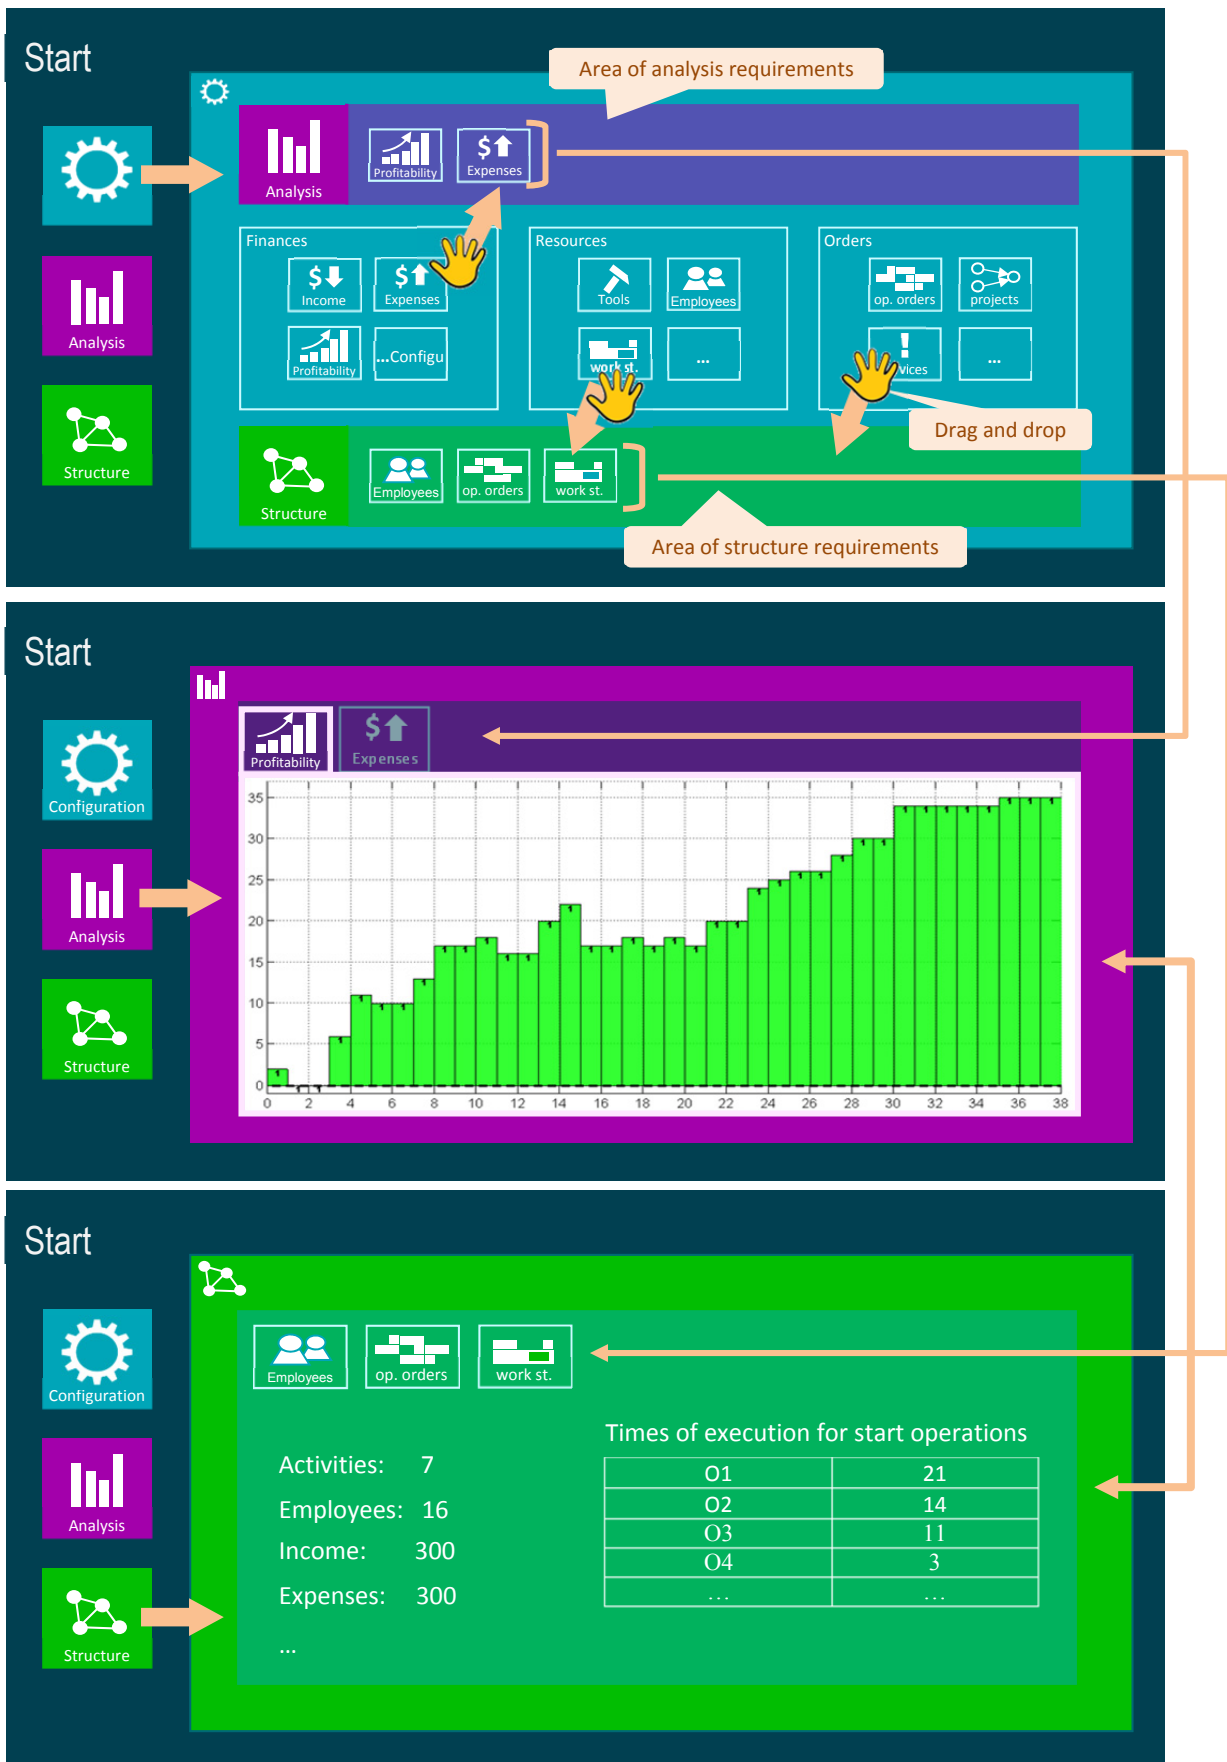 Start
Area of analysis requirements
Analysis
Profitability
$ Expenses
Finances
Resources
Orders
$ Income
$ Expenses
Tools
Employees
op. orders
projects
Profitability
...Configu
work st.
...
! vices
...
Drag and drop
Analysis
Structure
Structure
Employees
op. orders
work st.
Area of structure requirements
Start
Configuration
Analysis
Structure
Profitability
$ Expenses
35
30
25
20
15
10
5
0
0 2 4 6 8 10 12 14 16 18 20 22 24 26 28 30 32 34 36 38
Start
Configuration
Analysis
Structure
Employees
op. orders
work st.
Activities: 7
Employees: 16
Income: 300
Expenses: 300
...
Times of execution for start operations
O1 21
O2 14
O3 11
O4 3
... ...